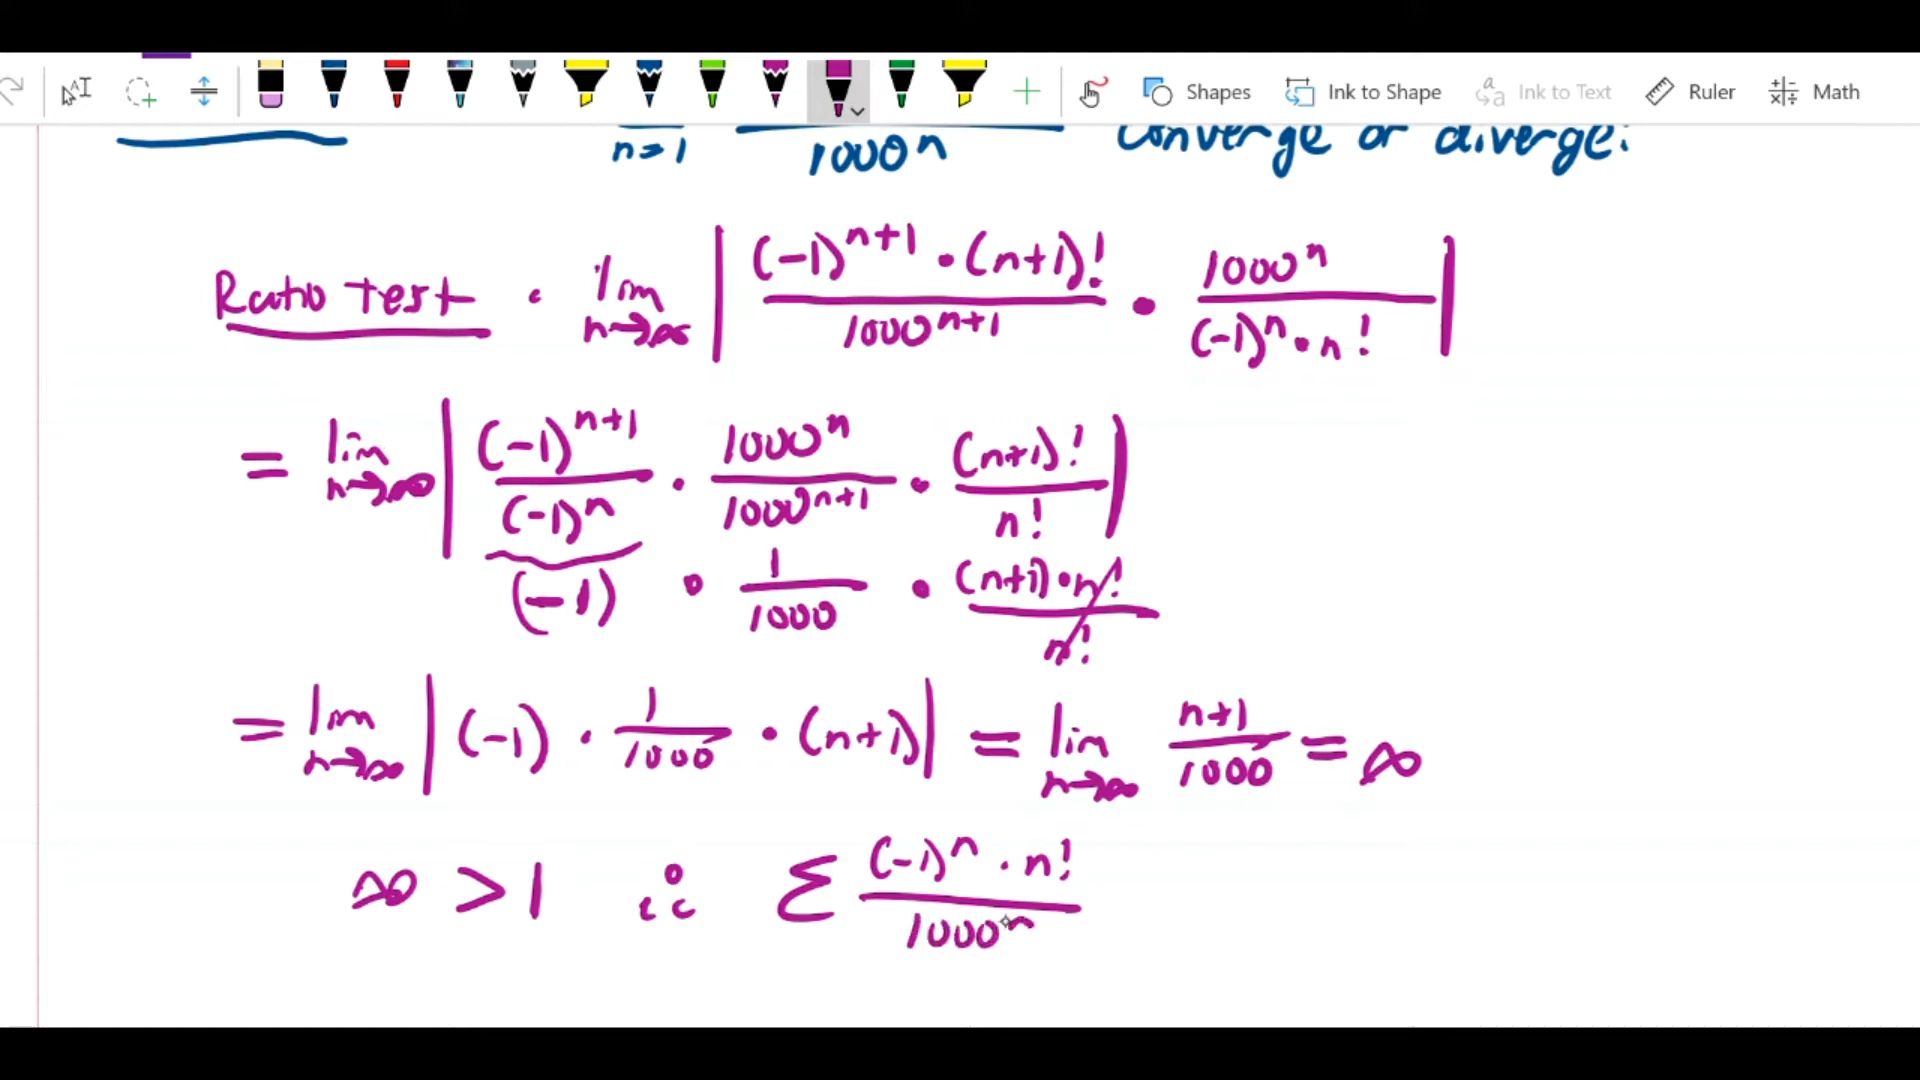 Shapes Ink to Shape Ink to Text Ruler Math
n=1 1000^n converge or diverge?
Ratio Test · lim n→∞ | (-1)^{n+1} · (n+1)! / 1000^{n+1} · 1000^n / (-1)^n · n! |
= lim n→∞ | (-1)^{n+1} / (-1)^n · 1000^n / 1000^{n+1} · (n+1)! / n! |
(-1) · 1 / 1000 · (n+1) · n! / n!
= lim n→∞ | (-1) · 1 / 1000 · (n+1) | = lim n→∞ n+1 / 1000 = ∞
∞ > 1 ∴ Σ (-1)^n · n! / 1000^n